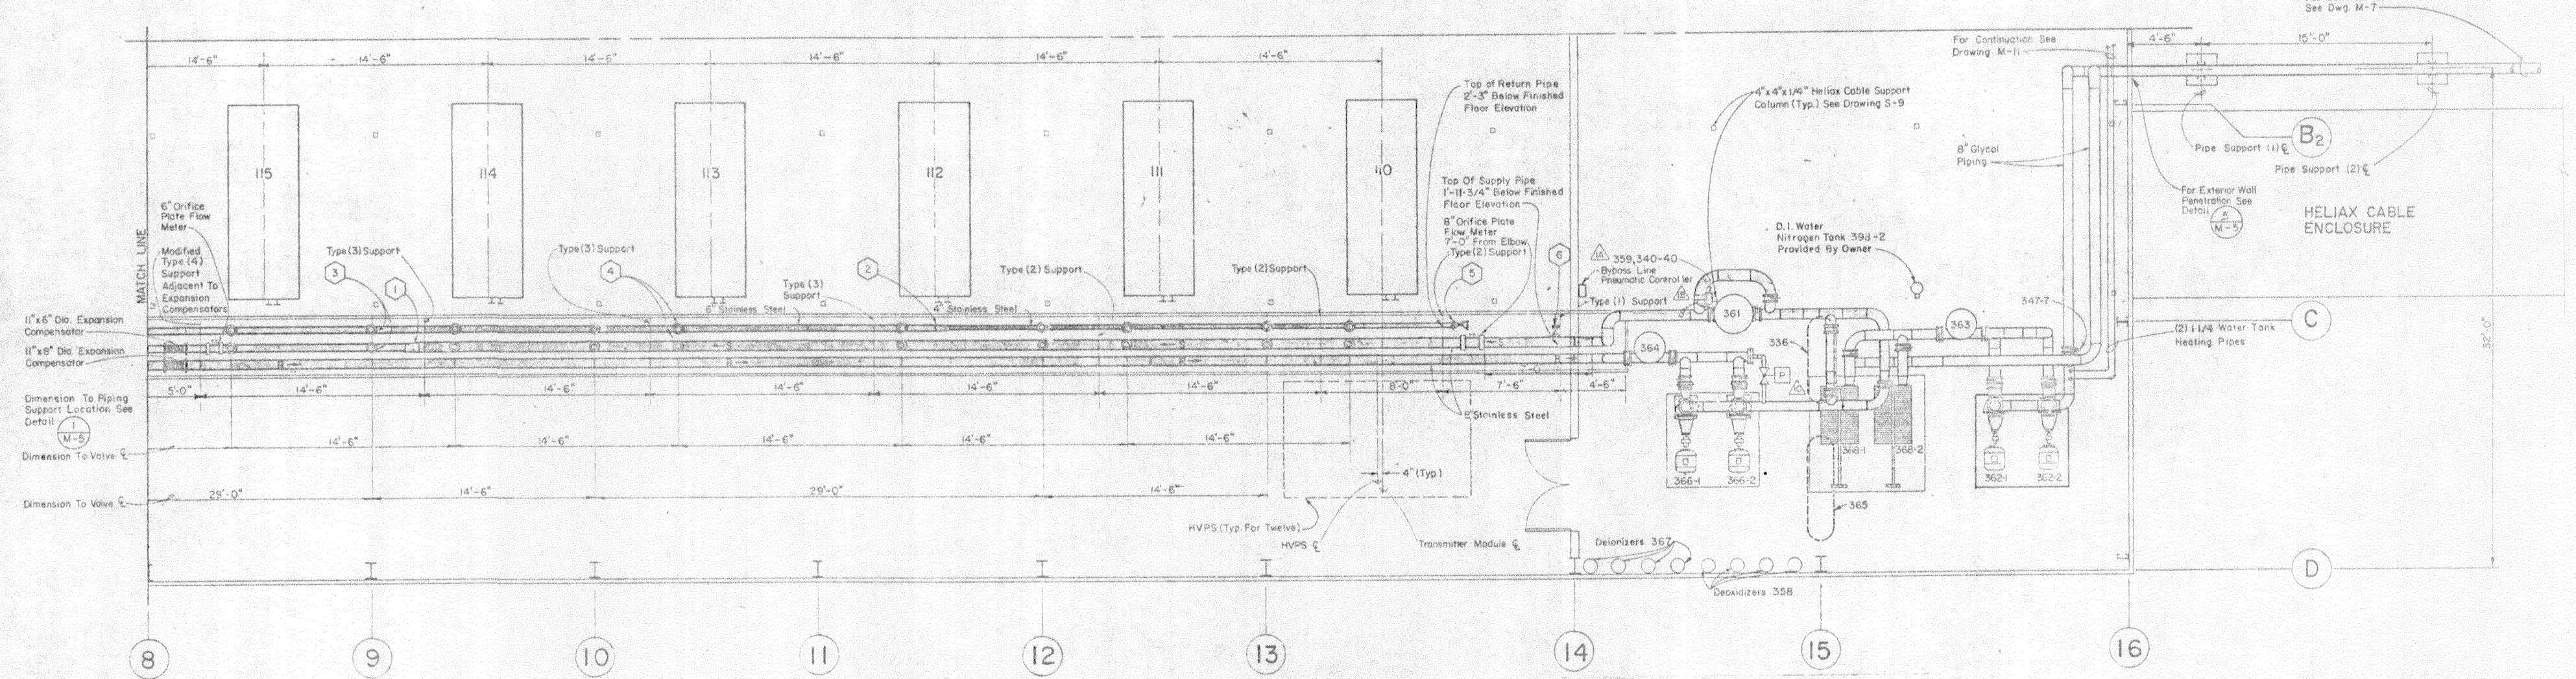 See Dwg. M-7
For Continuation See
Drawing M-11
4'-6"
15'-0"
14'-6"
14'-6"
14'-6"
14'-6"
14'-6"
14'-6"
Top of Return Pipe
2'-3" Below Finished
Floor Elevation
4"x4"x1/4" Heliax Cable Support
Column (Typ.) See Drawing S-9
8" Glycol
Piping
B2
Pipe Support (1) ℄
Pipe Support (2) ℄
115
114
113
112
111
110
Top Of Supply Pipe
1'-11-3/4" Below Finished
Floor Elevation
For Exterior Wall
Penetration See
Detail
5
M-5
HELIAX CABLE
ENCLOSURE
6" Orifice
Plate Flow
Meter
8" Orifice Plate
Flow Meter
7'-0" From Elbow
Type (2) Support
D.I. Water
Nitrogen Tank 398-2
Provided By Owner
MATCH LINE
Modified
Type (4)
Support
Adjacent To
Expansion
Compensators
3
Type (3) Support
1
Type (3) Support
4
Type (3)
Support
2
Type (2) Support
Type (2) Support
5
6
1A
359,340-40
Bypass Line
Pneumatic Controller
Type (1) Support
1B
347-7
6" Stainless Steel
4" Stainless Steel
11"x6" Dia. Expansion
Compensator
11"x8" Dia. Expansion
Compensator
361
363
364
336
C
(2) 1-1/4 Water Tank
Heating Pipes
32'-0"
S
S
S
R
R
R
R
P
1C
5'-0"
14'-6"
14'-6"
14'-6"
14'-6"
14'-6"
8'-0"
7'-6"
4'-6"
Dimension To Piping
Support Location See
Detail
1
M-5
8" Stainless Steel
14'-6"
14'-6"
14'-6"
14'-6"
14'-6"
Dimension To Valve ℄
368-1
368-2
4" (Typ.)
366-1
366-2
362-1
362-2
29'-0"
14'-6"
29'-0"
14'-6"
Dimension To Valve ℄
365
HVPS (Typ. For Twelve)
HVPS ℄
Transmitter Module ℄
Deionizers 367
Deoxidizers 358
D
8
9
10
11
12
13
14
15
16